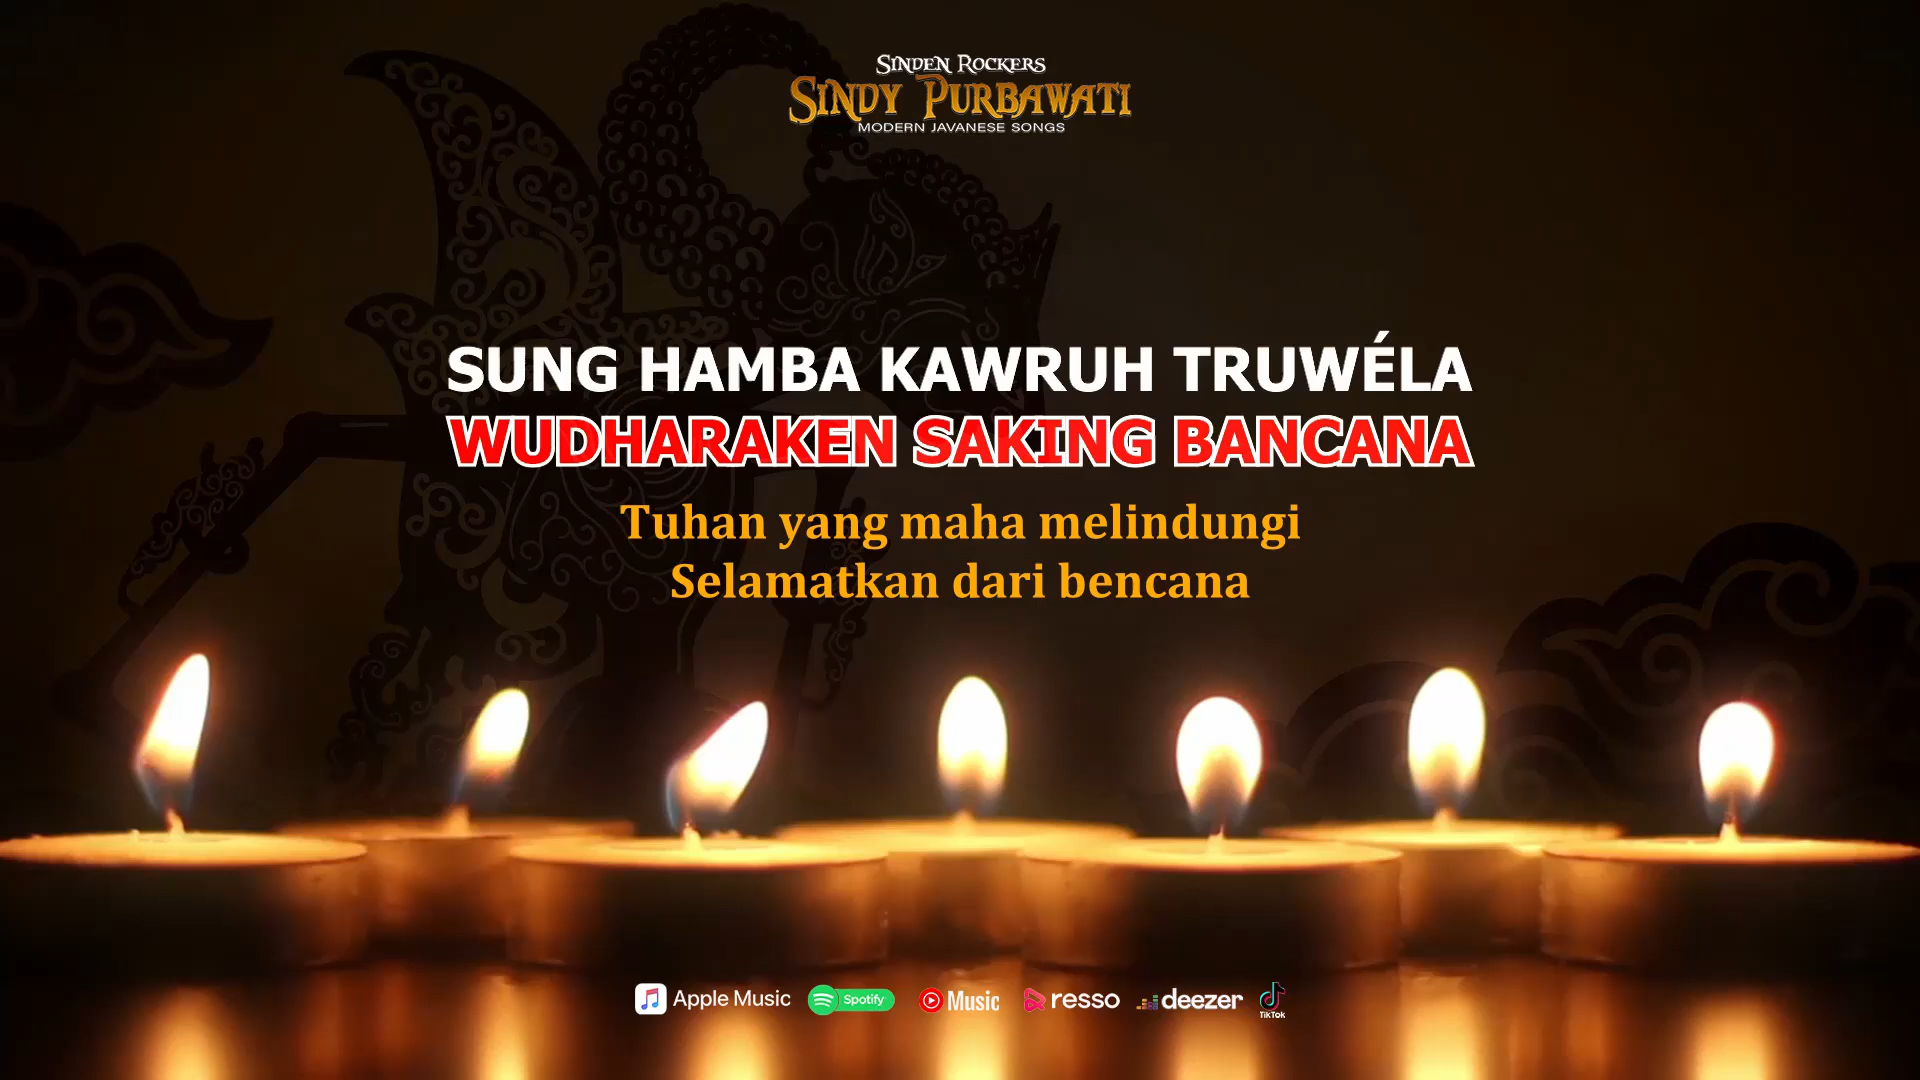 SINDEN ROCKERS
SINDY PURBAWATI
MODERN JAVANESE SONGS
SUNG HAMBA KAWRUH TRUWÉLA
WUDHARAKEN SAKING BANCANA
Tuhan yang maha melindungi
Selamatkan dari bencana
Apple Music Spotify Music resso deezer TikTok